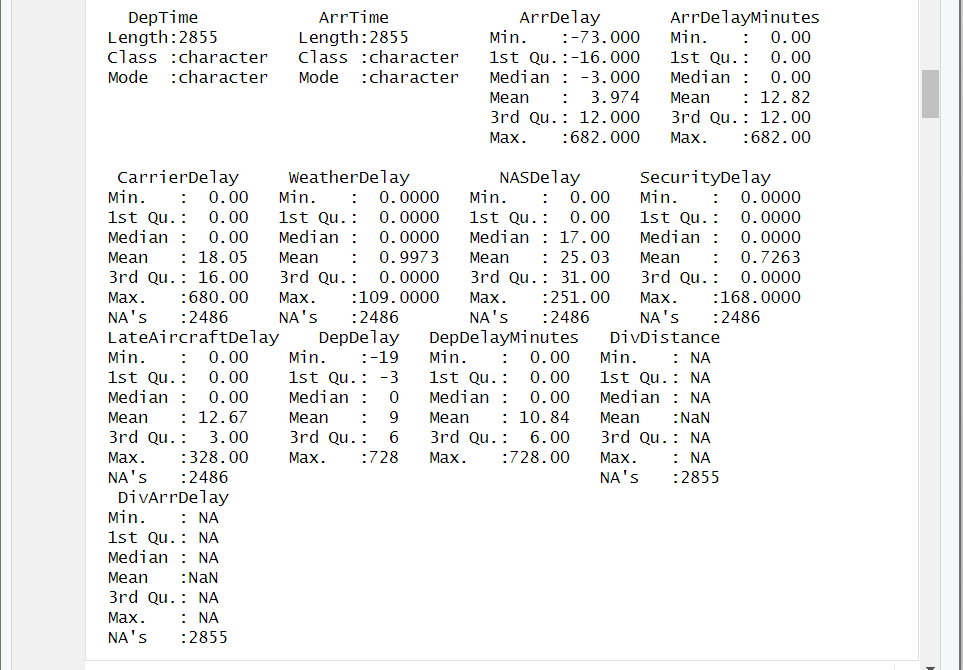 DepTime            ArrTime             ArrDelay       ArrDelayMinutes
Length:2855        Length:2855        Min.   :-73.000   Min.   :  0.00
Class :character   Class :character   1st Qu.:-16.000   1st Qu.:  0.00
Mode  :character   Mode  :character   Median : -3.000   Median :  0.00
                                      Mean   :  3.974   Mean   : 12.82
                                      3rd Qu.: 12.000   3rd Qu.: 12.00
                                      Max.   :682.000   Max.   :682.00

 CarrierDelay     WeatherDelay         NASDelay      SecurityDelay
Min.   :  0.00   Min.   :  0.0000   Min.   :  0.00   Min.   :  0.0000
1st Qu.:  0.00   1st Qu.:  0.0000   1st Qu.:  0.00   1st Qu.:  0.0000
Median :  0.00   Median :  0.0000   Median : 17.00   Median :  0.0000
Mean   : 18.05   Mean   :  0.9973   Mean   : 25.03   Mean   :  0.7263
3rd Qu.: 16.00   3rd Qu.:  0.0000   3rd Qu.: 31.00   3rd Qu.:  0.0000
Max.   :680.00   Max.   :109.0000   Max.   :251.00   Max.   :168.0000
NA's   :2486     NA's   :2486       NA's   :2486     NA's   :2486
LateAircraftDelay    DepDelay   DepDelayMinutes   DivDistance
Min.   :  0.00    Min.   :-19   Min.   :  0.00   Min.   : NA
1st Qu.:  0.00    1st Qu.: -3   1st Qu.:  0.00   1st Qu.: NA
Median :  0.00    Median :  0   Median :  0.00   Median : NA
Mean   : 12.67    Mean   :  9   Mean   : 10.84   Mean   :NaN
3rd Qu.:  3.00    3rd Qu.:  6   3rd Qu.:  6.00   3rd Qu.: NA
Max.   :328.00    Max.   :728   Max.   :728.00   Max.   : NA
NA's   :2486                                     NA's   :2855
 DivArrDelay
Min.   : NA
1st Qu.: NA
Median : NA
Mean   :NaN
3rd Qu.: NA
Max.   : NA
NA's   :2855